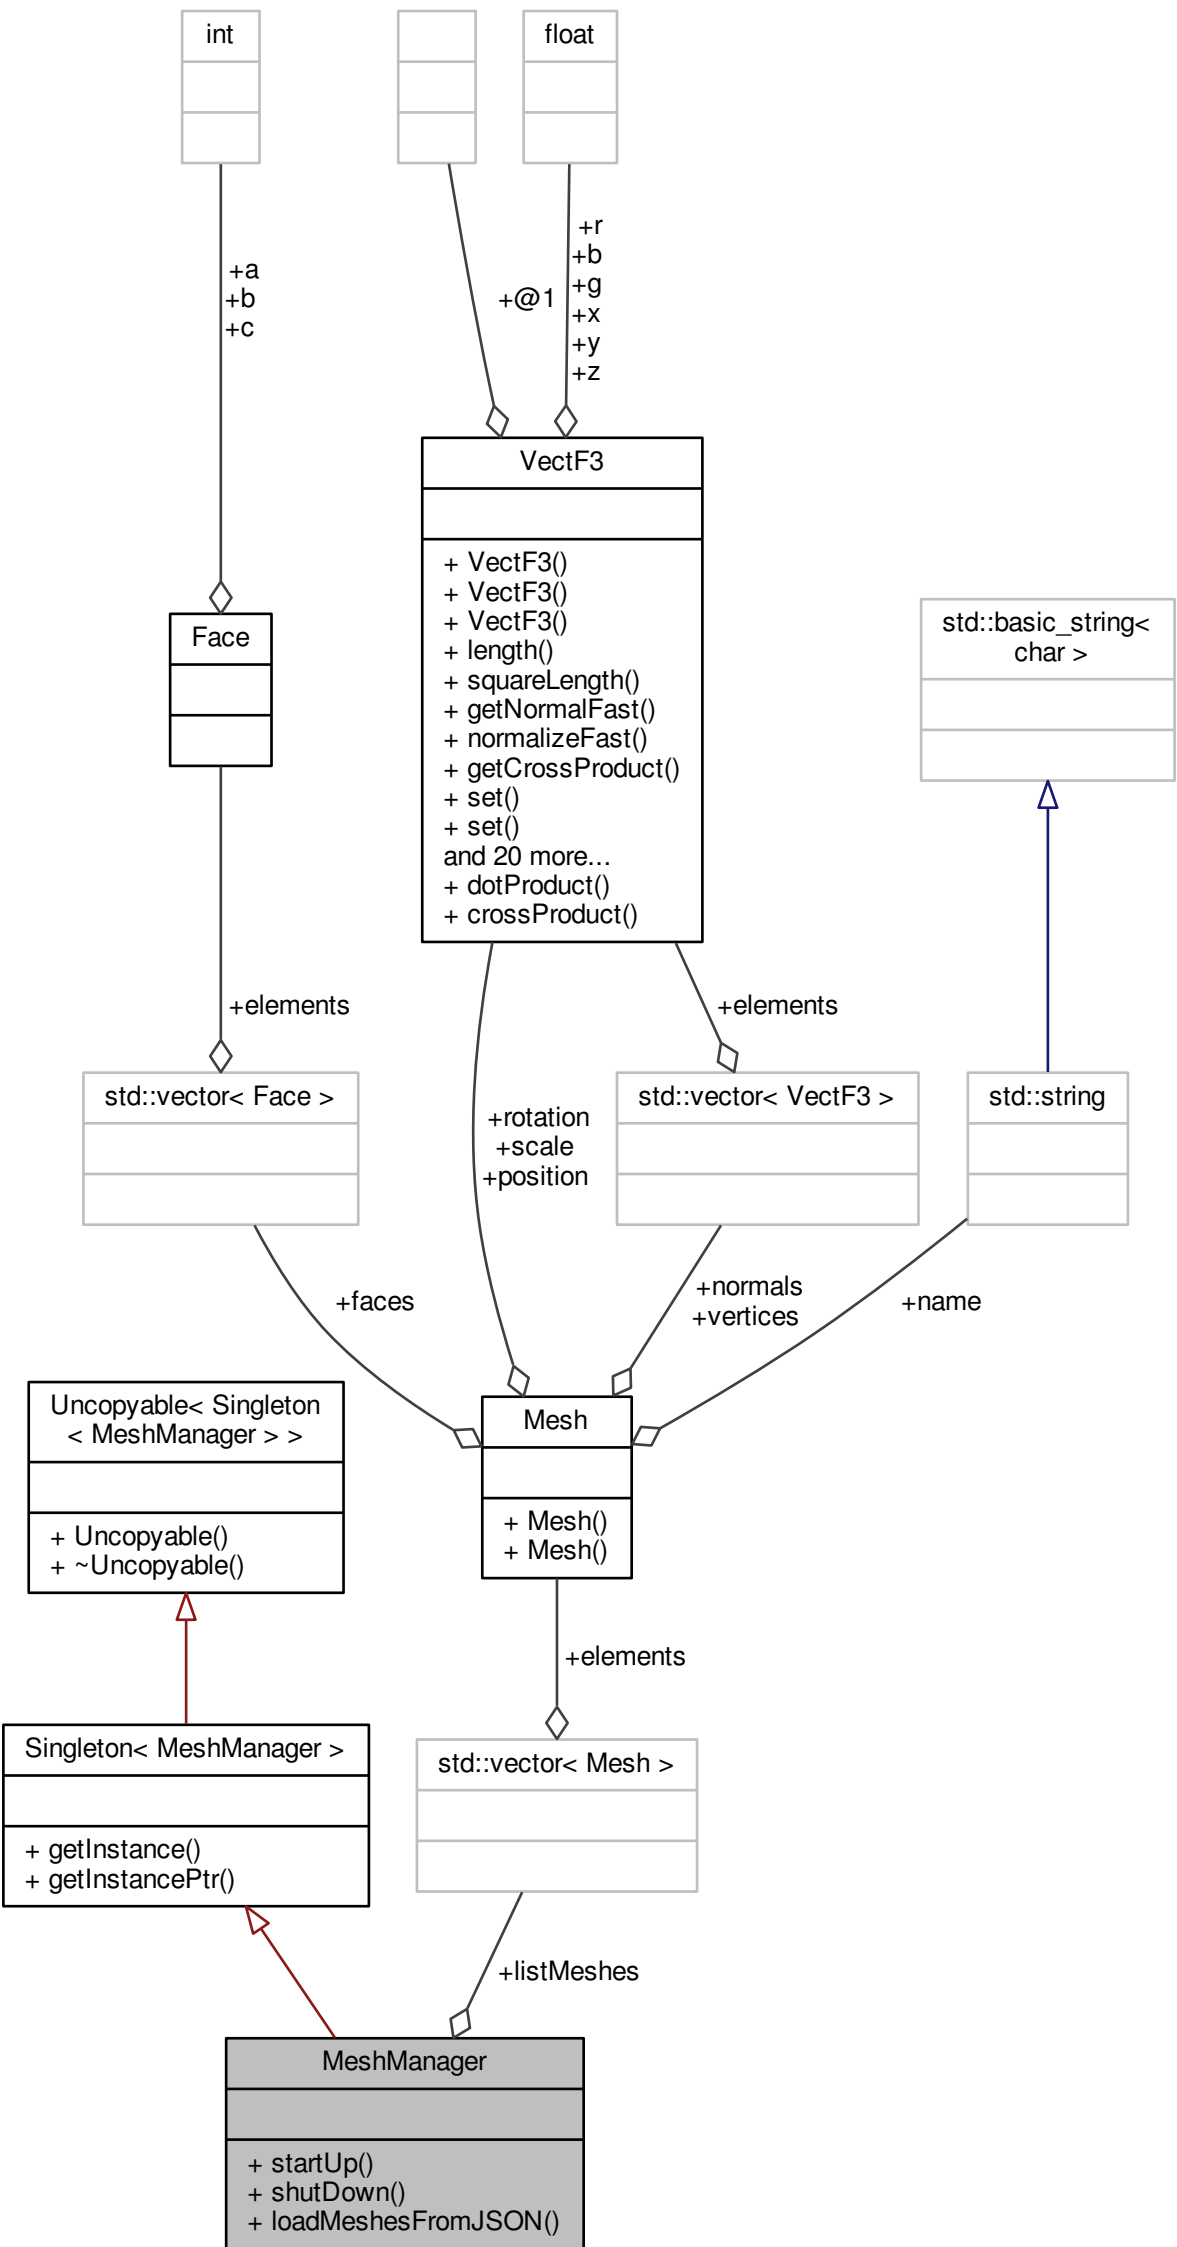 int
float
+a
+b
+c
+@1
+r
+b
+g
+x
+y
+z
VectF3
+ VectF3()
+ VectF3()
+ VectF3()
+ length()
+ squareLength()
+ getNormalFast()
+ normalizeFast()
+ getCrossProduct()
+ set()
+ set()
and 20 more...
+ dotProduct()
+ crossProduct()
Face
std::basic_string<
char >
+elements
+elements
std::vector< Face >
std::vector< VectF3 >
std::string
+rotation
+scale
+position
+faces
+normals
+vertices
+name
Uncopyable< Singleton
< MeshManager > >
+ Uncopyable()
+ ~Uncopyable()
Mesh
+ Mesh()
+ Mesh()
+elements
Singleton< MeshManager >
+ getInstance()
+ getInstancePtr()
std::vector< Mesh >
+listMeshes
MeshManager
+ startUp()
+ shutDown()
+ loadMeshesFromJSON()